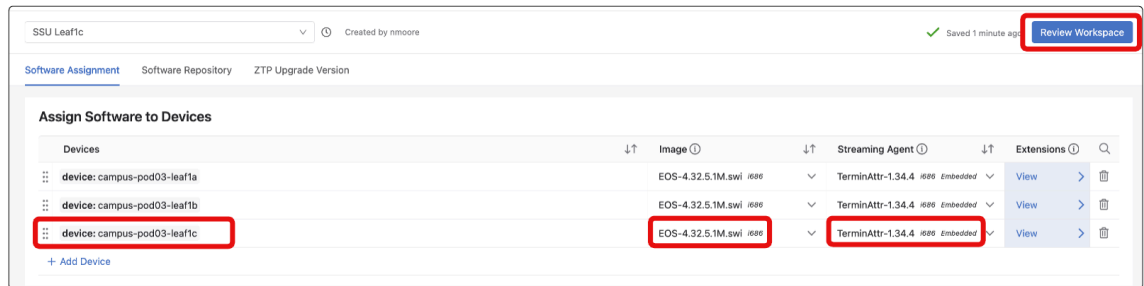 SSU Leaf1c Created by nmoore Saved 1 minute ago Review Workspace
Software Assignment Software Repository ZTP Upgrade Version
Assign Software to Devices
Devices Image Streaming Agent Extensions
device: campus-pod03-leaf1a EOS-4.32.5.1M.swi i686 TerminAttr-1.34.4 i686 Embedded View
device: campus-pod03-leaf1b EOS-4.32.5.1M.swi i686 TerminAttr-1.34.4 i686 Embedded View
device: campus-pod03-leaf1c EOS-4.32.5.1M.swi i686 TerminAttr-1.34.4 i686 Embedded View
+ Add Device